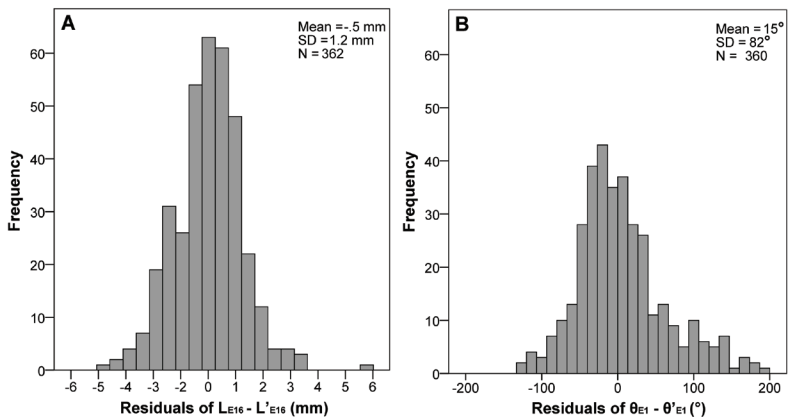 A
Mean =-.5 mm
SD =1.2 mm
N = 362
60
50
40
30
20
10
0
Frequency
-6 -5 -4 -3 -2 -1 0 1 2 3 4 5 6
Residuals of LE16 - L'E16 (mm)
B
Mean = 15°
SD = 82°
N = 360
60
50
40
30
20
10
0
Frequency
-200 -100 0 100 200
Residuals of θE1 - θ'E1 (°)